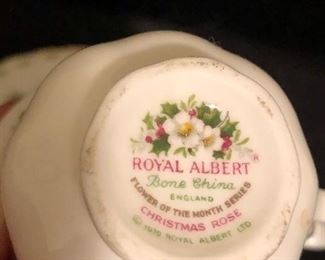 ROYAL ALBERT®
Bone China
ENGLAND
FLOWER OF THE MONTH SERIES
CHRISTMAS ROSE
© 1970 ROYAL ALBERT LTD